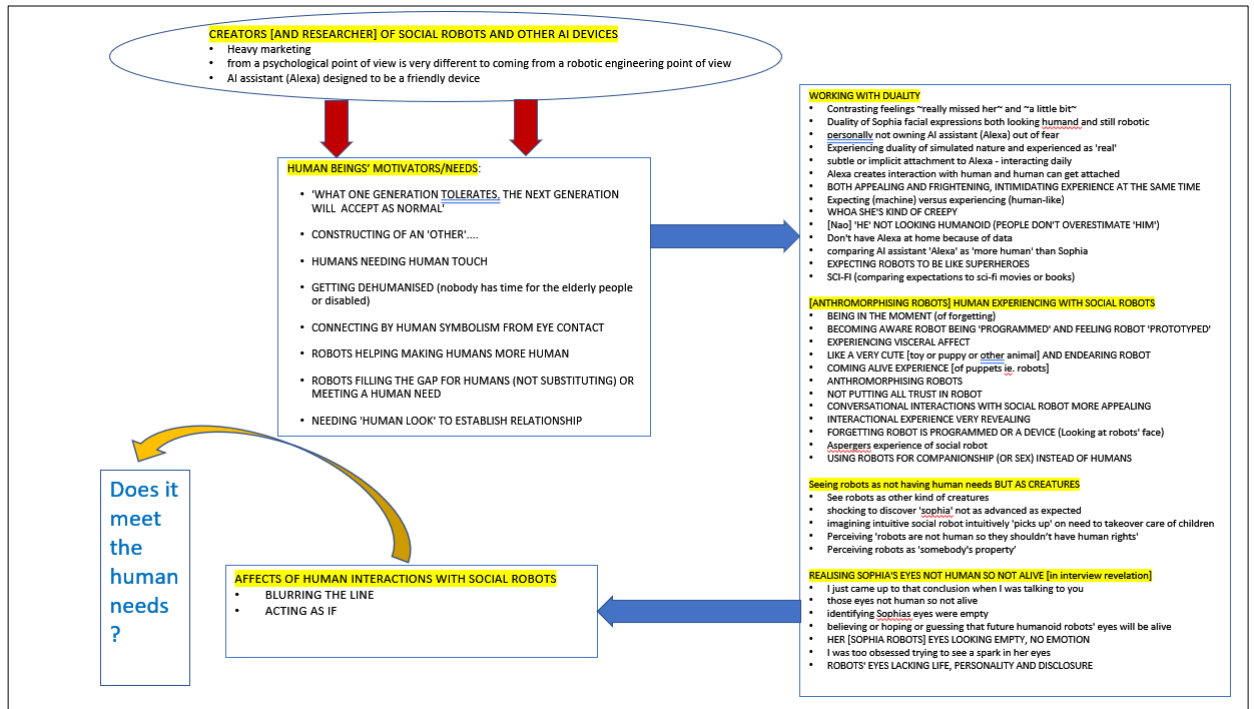 CREATORS [AND RESEARCHER] OF SOCIAL ROBOTS AND OTHER AI DEVICES
• Heavy marketing
• from a psychological point of view is very different to coming from a robotic engineering point of view
• AI assistant (Alexa) designed to be a friendly device
HUMAN BEINGS' MOTIVATORS/NEEDS:
• 'WHAT ONE GENERATION TOLERATES. THE NEXT GENERATION
WILL ACCEPT AS NORMAL'
• CONSTRUCTING OF AN 'OTHER'....
• HUMANS NEEDING HUMAN TOUCH
• GETTING DEHUMANISED (nobody has time for the elderly people
or disabled)
• CONNECTING BY HUMAN SYMBOLISM FROM EYE CONTACT
• ROBOTS HELPING MAKING HUMANS MORE HUMAN
• ROBOTS FILLING THE GAP FOR HUMANS (NOT SUBSTITUTING) OR
MEETING A HUMAN NEED
• NEEDING 'HUMAN LOOK' TO ESTABLISH RELATIONSHIP
WORKING WITH DUALITY
• Contrasting feelings ~really missed her~ and ~a little bit~
• Duality of Sophia facial expressions both looking humand and still robotic
• personally not owning AI assistant (Alexa) out of fear
• Experiencing duality of simulated nature and experienced as 'real'
• subtle or implicit attachment to Alexa - interacting daily
• Alexa creates interaction with human and human can get attached
• BOTH APPEALING AND FRIGHTENING, INTIMIDATING EXPERIENCE AT THE SAME TIME
• Expecting (machine) versus experiencing (human-like)
• WHOA SHE'S KIND OF CREEPY
• [Nao] 'HE' NOT LOOKING HUMANOID (PEOPLE DON'T OVERESTIMATE 'HIM')
• Don't have Alexa at home because of data
• comparing AI assistant 'Alexa' as 'more human' than Sophia
• EXPECTING ROBOTS TO BE LIKE SUPERHEROES
• SCI-FI (comparing expectations to sci-fi movies or books)
[ANTHROMORPHISING ROBOTS] HUMAN EXPERIENCING WITH SOCIAL ROBOTS
• BEING IN THE MOMENT (of forgetting)
• BECOMING AWARE ROBOT BEING 'PROGRAMMED' AND FEELING ROBOT 'PROTOTYPED'
• EXPERIENCING VISCERAL AFFECT
• LIKE A VERY CUTE [toy or puppy or other animal] AND ENDEARING ROBOT
• COMING ALIVE EXPERIENCE [of puppets ie. robots]
• ANTHROMORPHISING ROBOTS
• NOT PUTTING ALL TRUST IN ROBOT
• CONVERSATIONAL INTERACTIONS WITH SOCIAL ROBOT MORE APPEALING
• INTERACTIONAL EXPERIENCE VERY REVEALING
• FORGETTING ROBOT IS PROGRAMMED OR A DEVICE (Looking at robots' face)
• Aspergers experience of social robot
• USING ROBOTS FOR COMPANIONSHIP (OR SEX) INSTEAD OF HUMANS
Seeing robots as not having human needs BUT AS CREATURES
• See robots as other kind of creatures
• shocking to discover 'sophia' not as advanced as expected
• imagining intuitive social robot intuitively 'picks up' on need to takeover care of children
• Perceiving 'robots are not human so they shouldn't have human rights'
• Perceiving robots as 'somebody's property'
REALISING SOPHIA'S EYES NOT HUMAN SO NOT ALIVE [in interview revelation]
• I just came up to that conclusion when I was talking to you
• those eyes not human so not alive
• identifying Sophias eyes were empty
• believing or hoping or guessing that future humanoid robots' eyes will be alive
• HER [SOPHIA ROBOTS] EYES LOOKING EMPTY, NO EMOTION
• I was too obsessed trying to see a spark in her eyes
• ROBOTS' EYES LACKING LIFE, PERSONALITY AND DISCLOSURE
AFFECTS OF HUMAN INTERACTIONS WITH SOCIAL ROBOTS
• BLURRING THE LINE
• ACTING AS IF
Does it
meet
the
human
needs
?